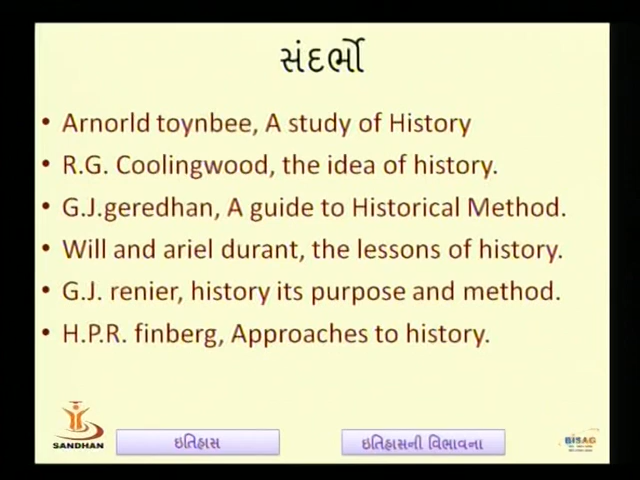 સંદર્ભો
• Arnorld toynbee, A study of History
• R.G. Coolingwood, the idea of history.
• G.J.geredhan, A guide to Historical Method.
• Will and ariel durant, the lessons of history.
• G.J. renier, history its purpose and method.
• H.P.R. finberg, Approaches to history.
SANDHAN
ઇતિહાસ
ઇતિહાસની વિભાવના
BISAG